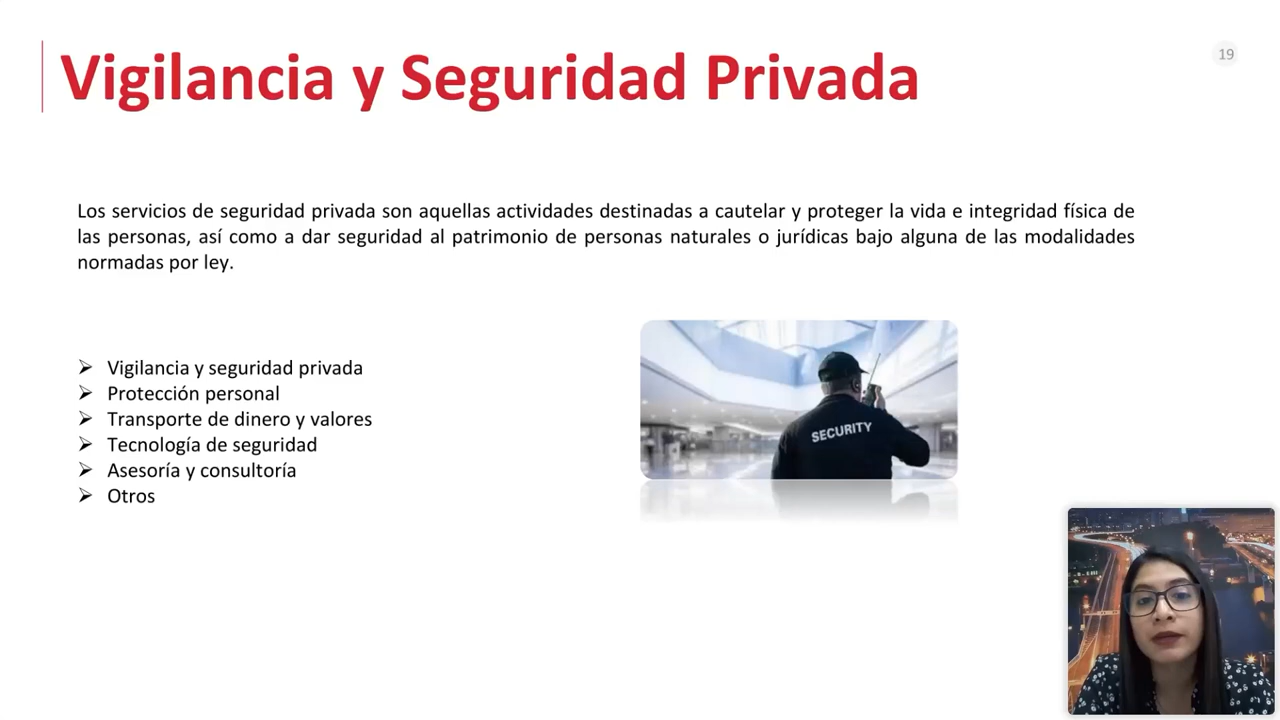 Vigilancia y Seguridad Privada
19
Los servicios de seguridad privada son aquellas actividades destinadas a cautelar y proteger la vida e integridad física de
las personas, así como a dar seguridad al patrimonio de personas naturales o jurídicas bajo alguna de las modalidades
normadas por ley.
Vigilancia y seguridad privada
Protección personal
Transporte de dinero y valores
Tecnología de seguridad
Asesoría y consultoría
Otros
SECURITY